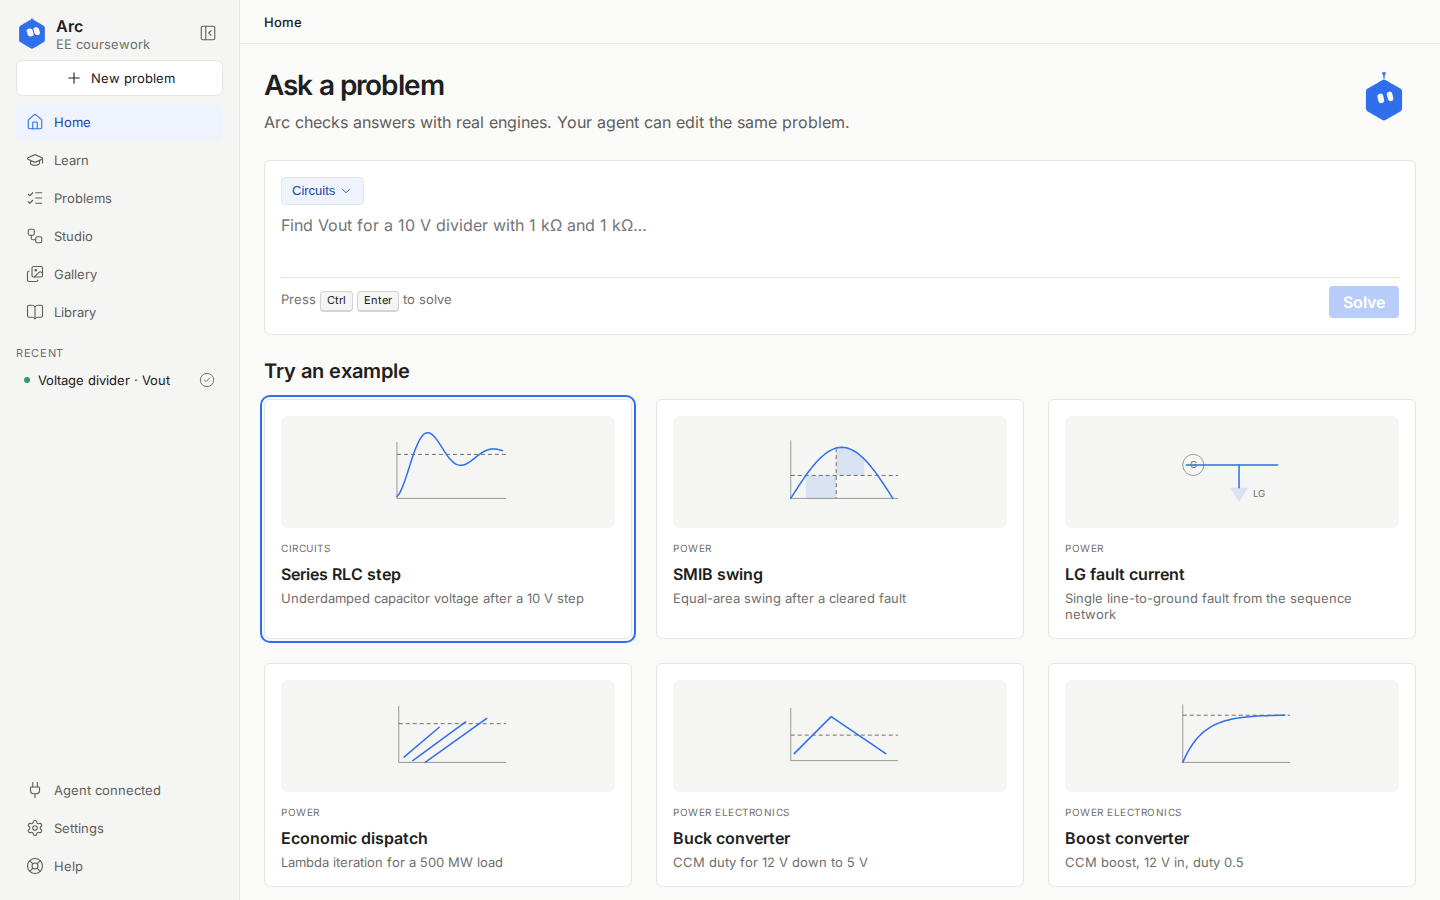 Arc
EE coursework
New problem
Home
Learn
Problems
Studio
Gallery
Library
RECENT
Voltage divider · Vout
Agent connected
Settings
Help
Home
Ask a problem
Arc checks answers with real engines. Your agent can edit the same problem.
Circuits
Find Vout for a 10 V divider with 1 kΩ and 1 kΩ...
Press Ctrl Enter to solve
Solve
Try an example
CIRCUITS
Series RLC step
Underdamped capacitor voltage after a 10 V step
POWER
SMIB swing
Equal-area swing after a cleared fault
G
LG
POWER
LG fault current
Single line-to-ground fault from the sequence
network
POWER
Economic dispatch
Lambda iteration for a 500 MW load
POWER ELECTRONICS
Buck converter
CCM duty for 12 V down to 5 V
POWER ELECTRONICS
Boost converter
CCM boost, 12 V in, duty 0.5